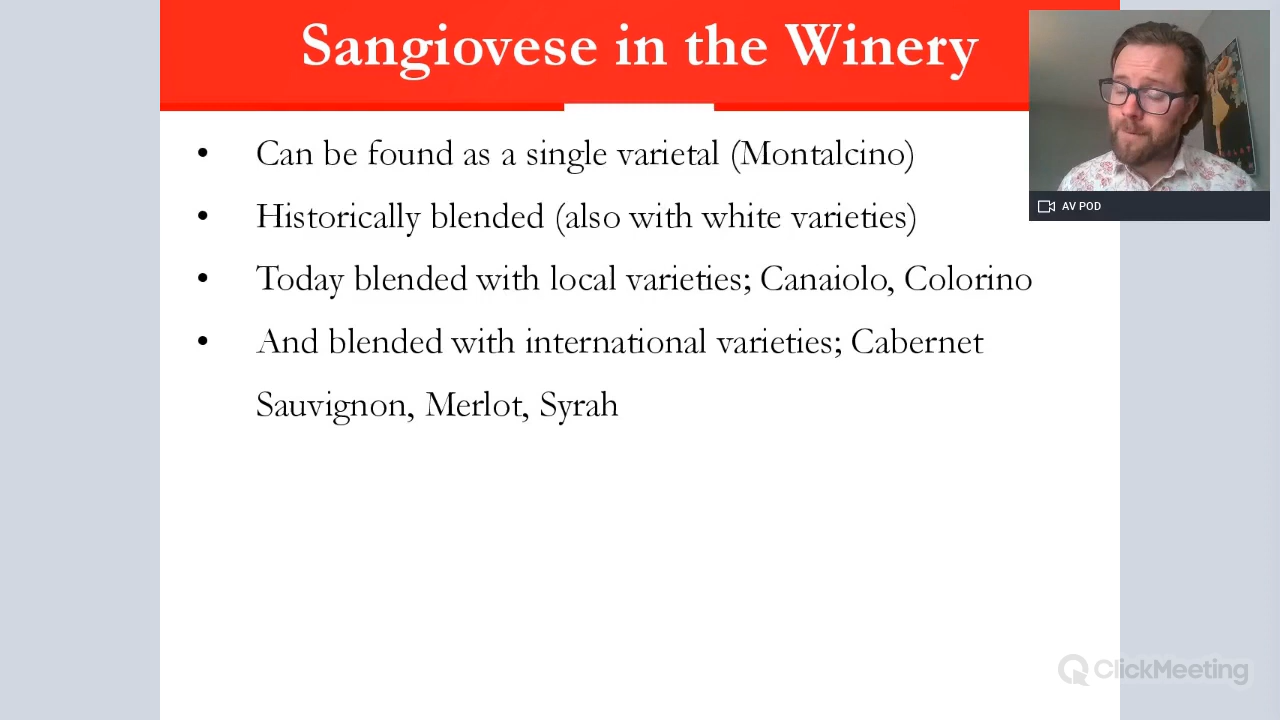 Sangiovese in the Winery
• Can be found as a single varietal (Montalcino)
• Historically blended (also with white varieties)
• Today blended with local varieties; Canaiolo, Colorino
• And blended with international varieties; Cabernet
Sauvignon, Merlot, Syrah
AV POD
ClickMeeting